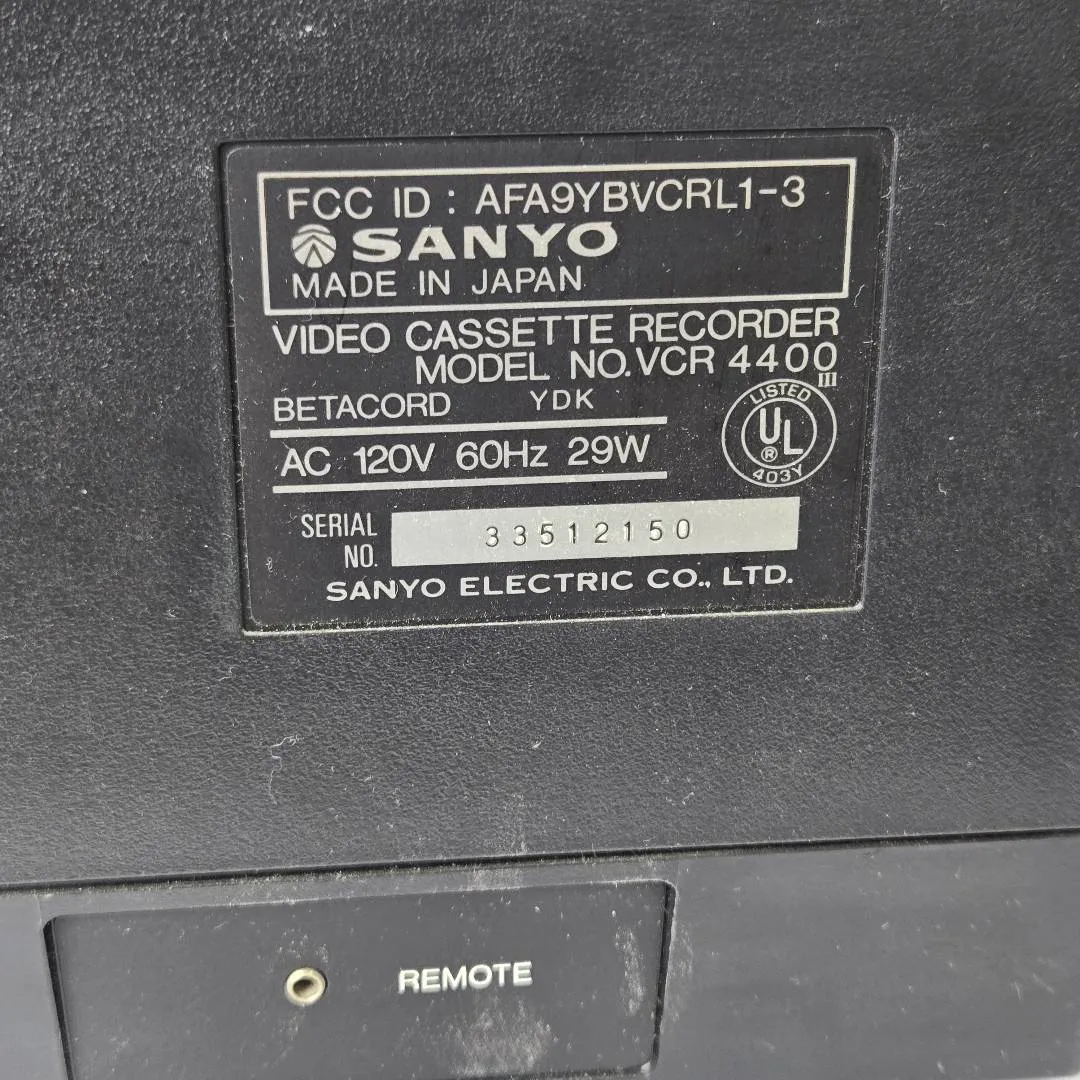 FCC ID : AFA9YBVCRL1-3
SANYO
MADE IN JAPAN
VIDEO CASSETTE RECORDER
MODEL NO. VCR 4400
III
BETACORD YDK
LISTED
UL
®
403Y
AC 120V 60Hz 29W
SERIAL
NO.
33512150
SANYO ELECTRIC CO., LTD.
REMOTE